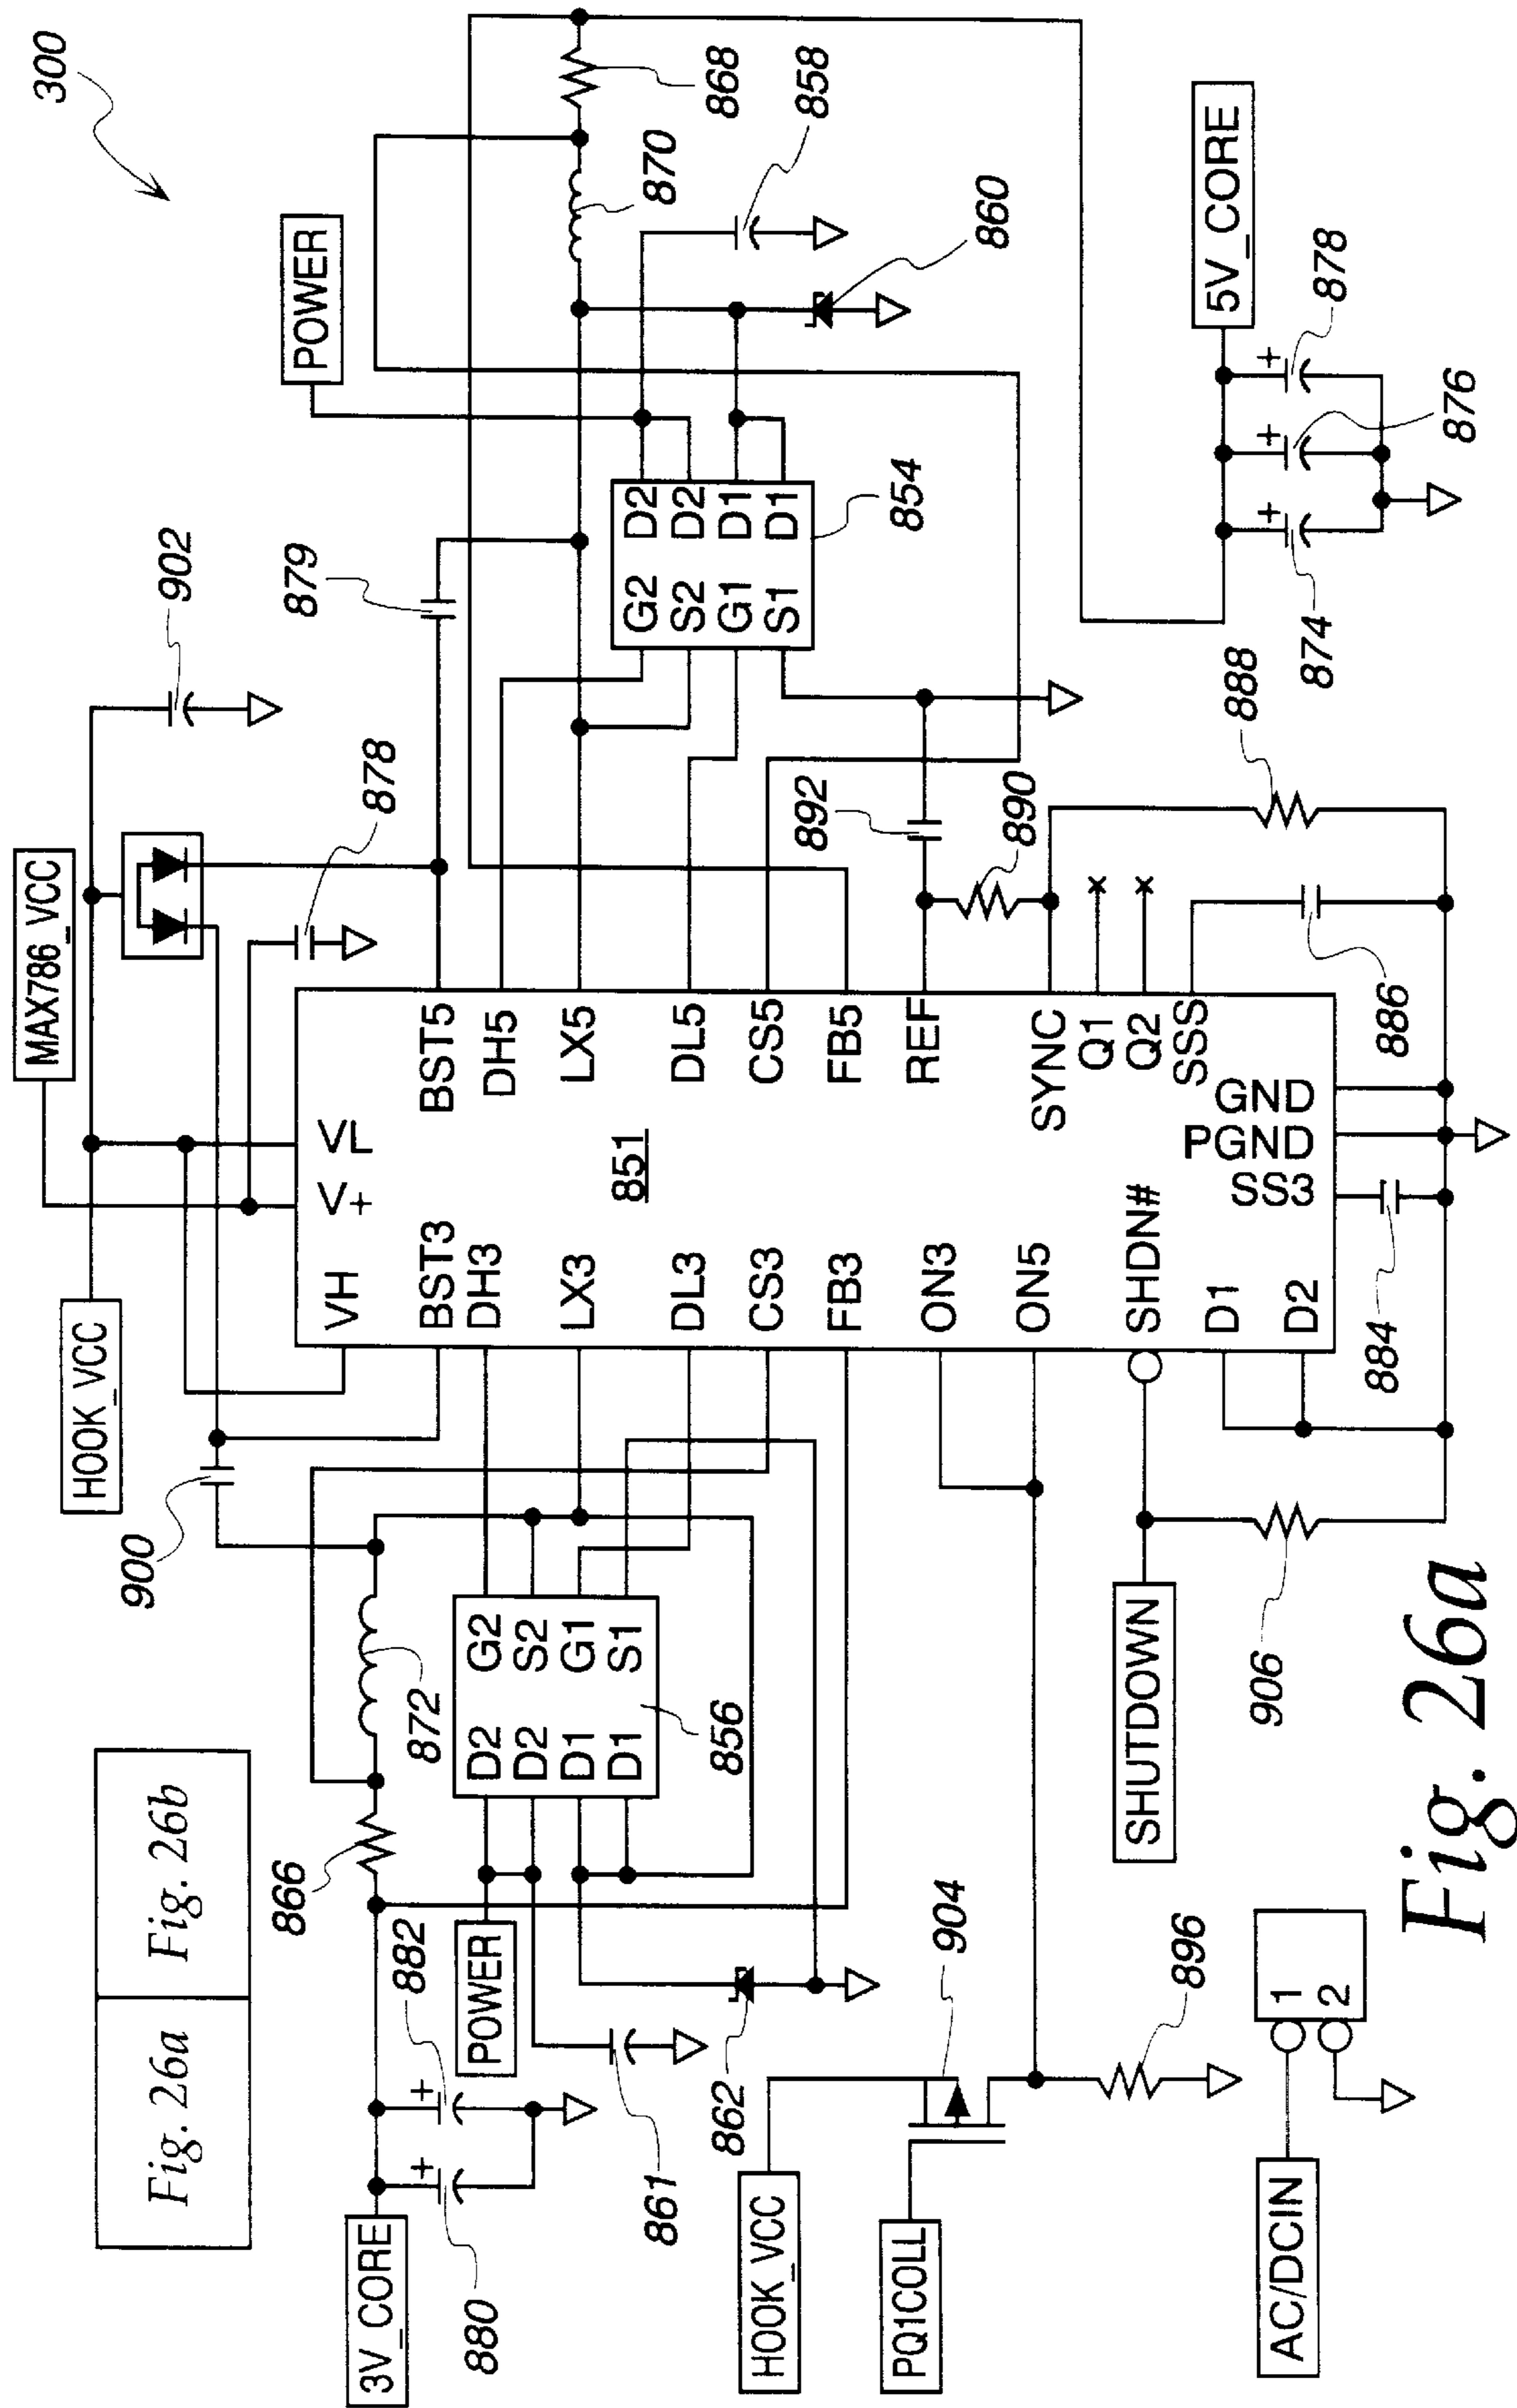 300
Fig. 26a
Fig. 26b
HOOK_VCC
MAX786_VCC
POWER
902
878
879
868
870
858
860
900
VH
V+
VL
BST3
DH3
LX3
DL3
CS3
FB3
ON3
ON5
SHDN#
D1
D2
BST5
DH5
LX5
DL5
CS5
FB5
REF
SYNC
Q1
Q2
SSS
GND
PGND
SS3
851
G2
S2
G1
S1
D2
D2
D1
D1
854
866
872
D2
D2
D1
D1
G2
S2
G1
S1
856
882
880
3V_CORE
POWER
861
862
+
+
HOOK_VCC
PQ1COLL
904
896
892
890
888
886
884
906
SHUTDOWN
5V_CORE
+
+
+
874
876
878
AC/DCIN
1
2
Fig. 26a